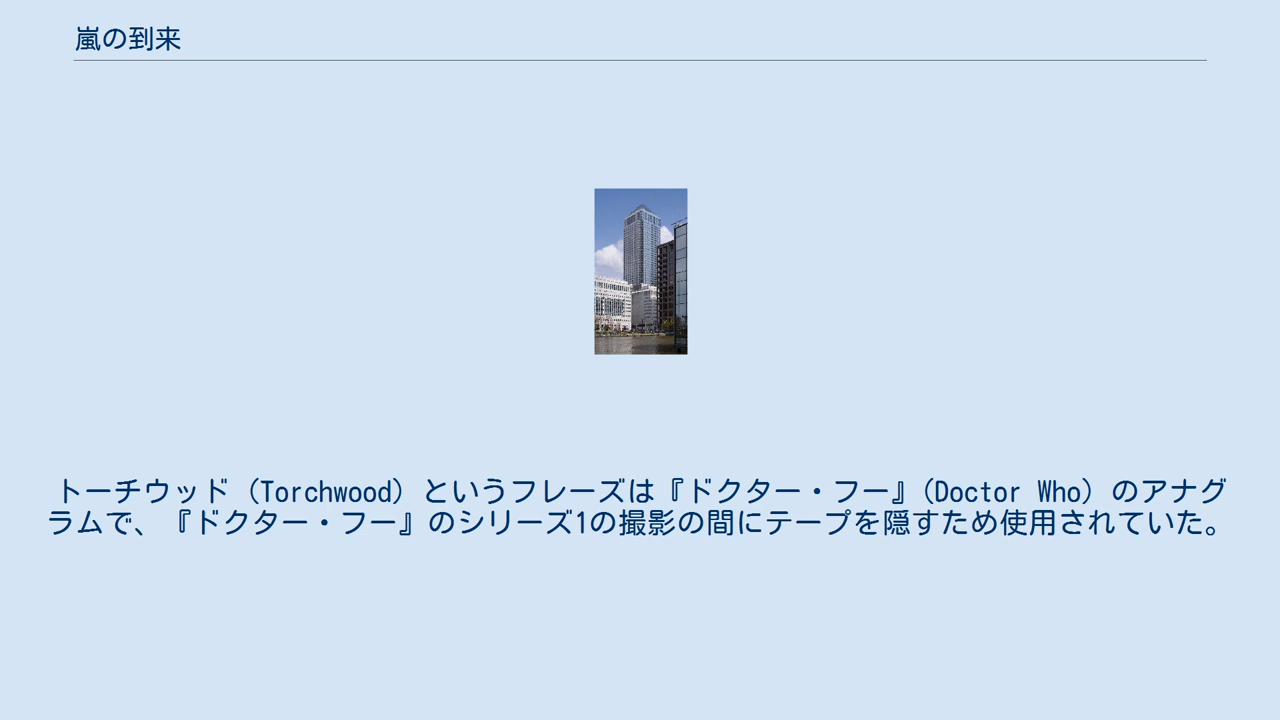 嵐の到来
トーチウッド（Torchwood）というフレーズは『ドクター・フー』（Doctor Who）のアナグ
ラムで、『ドクター・フー』のシリーズ1の撮影の間にテープを隠すため使用されていた。